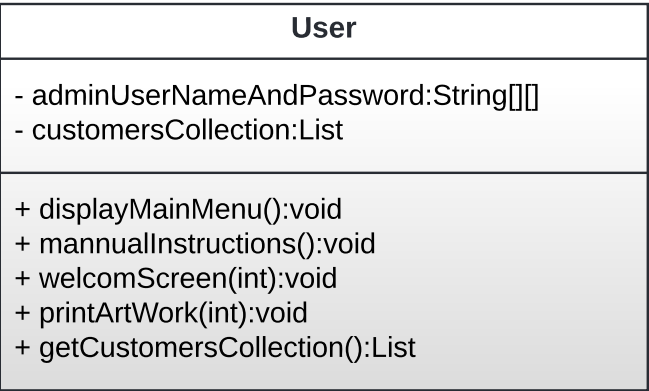 User
- adminUserNameAndPassword:String[][]
- customersCollection:List
+ displayMainMenu():void
+ mannualInstructions():void
+ welcomScreen(int):void
+ printArtWork(int):void
+ getCustomersCollection():List